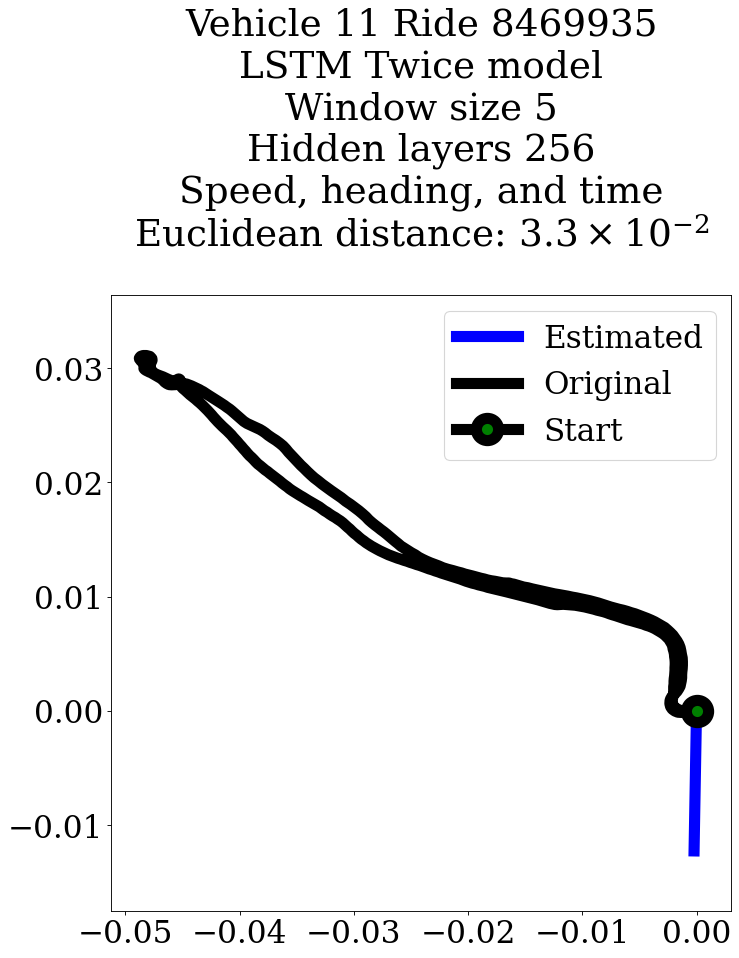 Vehicle 11 Ride 8469935
LSTM Twice model
Window size 5
Hidden layers 256
Speed, heading, and time
Euclidean distance: 3.3 × 10⁻²
Estimated
Original
Start
0.03
0.02
0.01
0.00
−0.01
−0.05 −0.04 −0.03 −0.02 −0.01 0.00